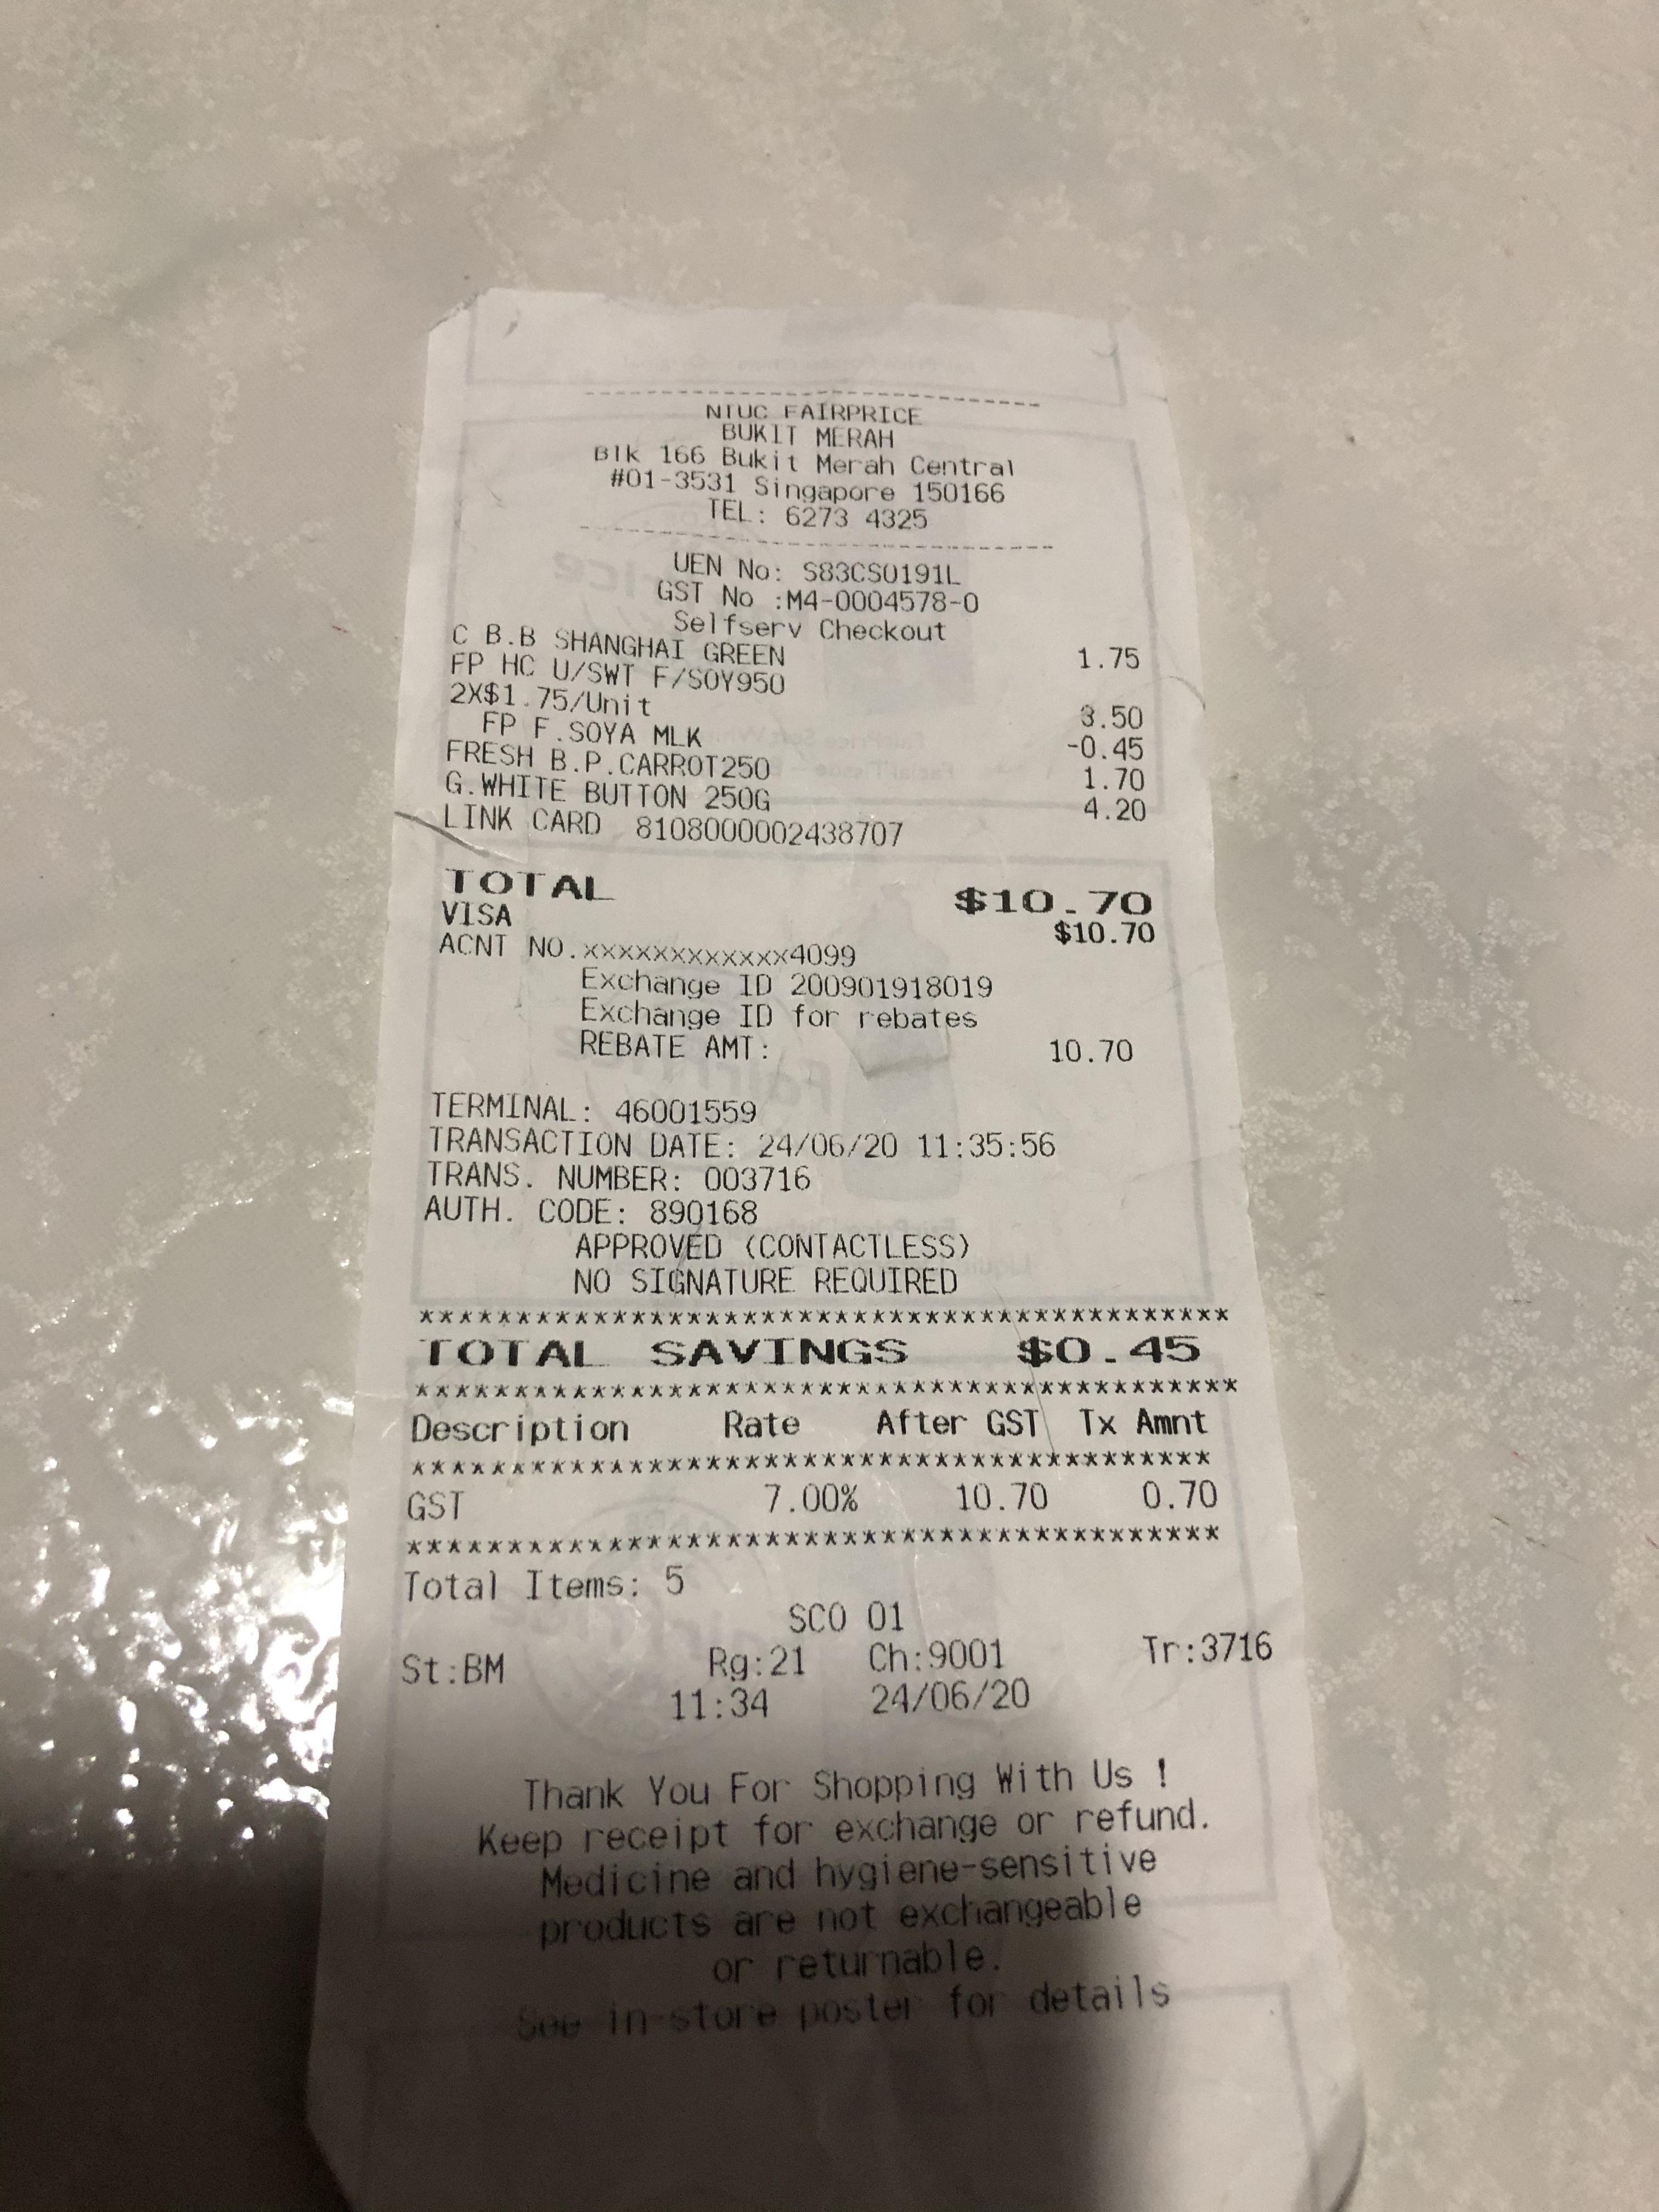 NTUC FAIRPRICE
BUKIT MERAH
Blk 166 Bukit Merah Central
#01-3531 Singapore 150166
TEL: 6273 4325
UEN No: S83CS0191L
GST No :M4-0004578-0
Selfserv Checkout
C B.B SHANGHAI GREEN 1.75
FP HC U/SWT F/SOY950
2X$1.75/Unit 3.50
FP F.SOYA MLK -0.45
FRESH B.P.CARROT250 1.70
G.WHITE BUTTON 250G 4.20
LINK CARD 8108000002438707
TOTAL $10.70
VISA $10.70
ACNT NO.xxxxxxxxxxxx4099
Exchange ID 200901918019
Exchange ID for rebates
REBATE AMT: 10.70
TERMINAL: 46001559
TRANSACTION DATE: 24/06/20 11:35:56
TRANS. NUMBER: 003716
AUTH. CODE: 890168
APPROVED (CONTACTLESS)
NO SIGNATURE REQUIRED
TOTAL SAVINGS $0.45
Description Rate After GST Tx Amnt
GST 7.00% 10.70 0.70
Total Items: 5
SCO 01
St:BM Rg:21 Ch:9001 Tr:3716
11:34 24/06/20
Thank You For Shopping With Us !
Keep receipt for exchange or refund.
Medicine and hygiene-sensitive
products are not exchangeable
or returnable.
See in-store poster for details